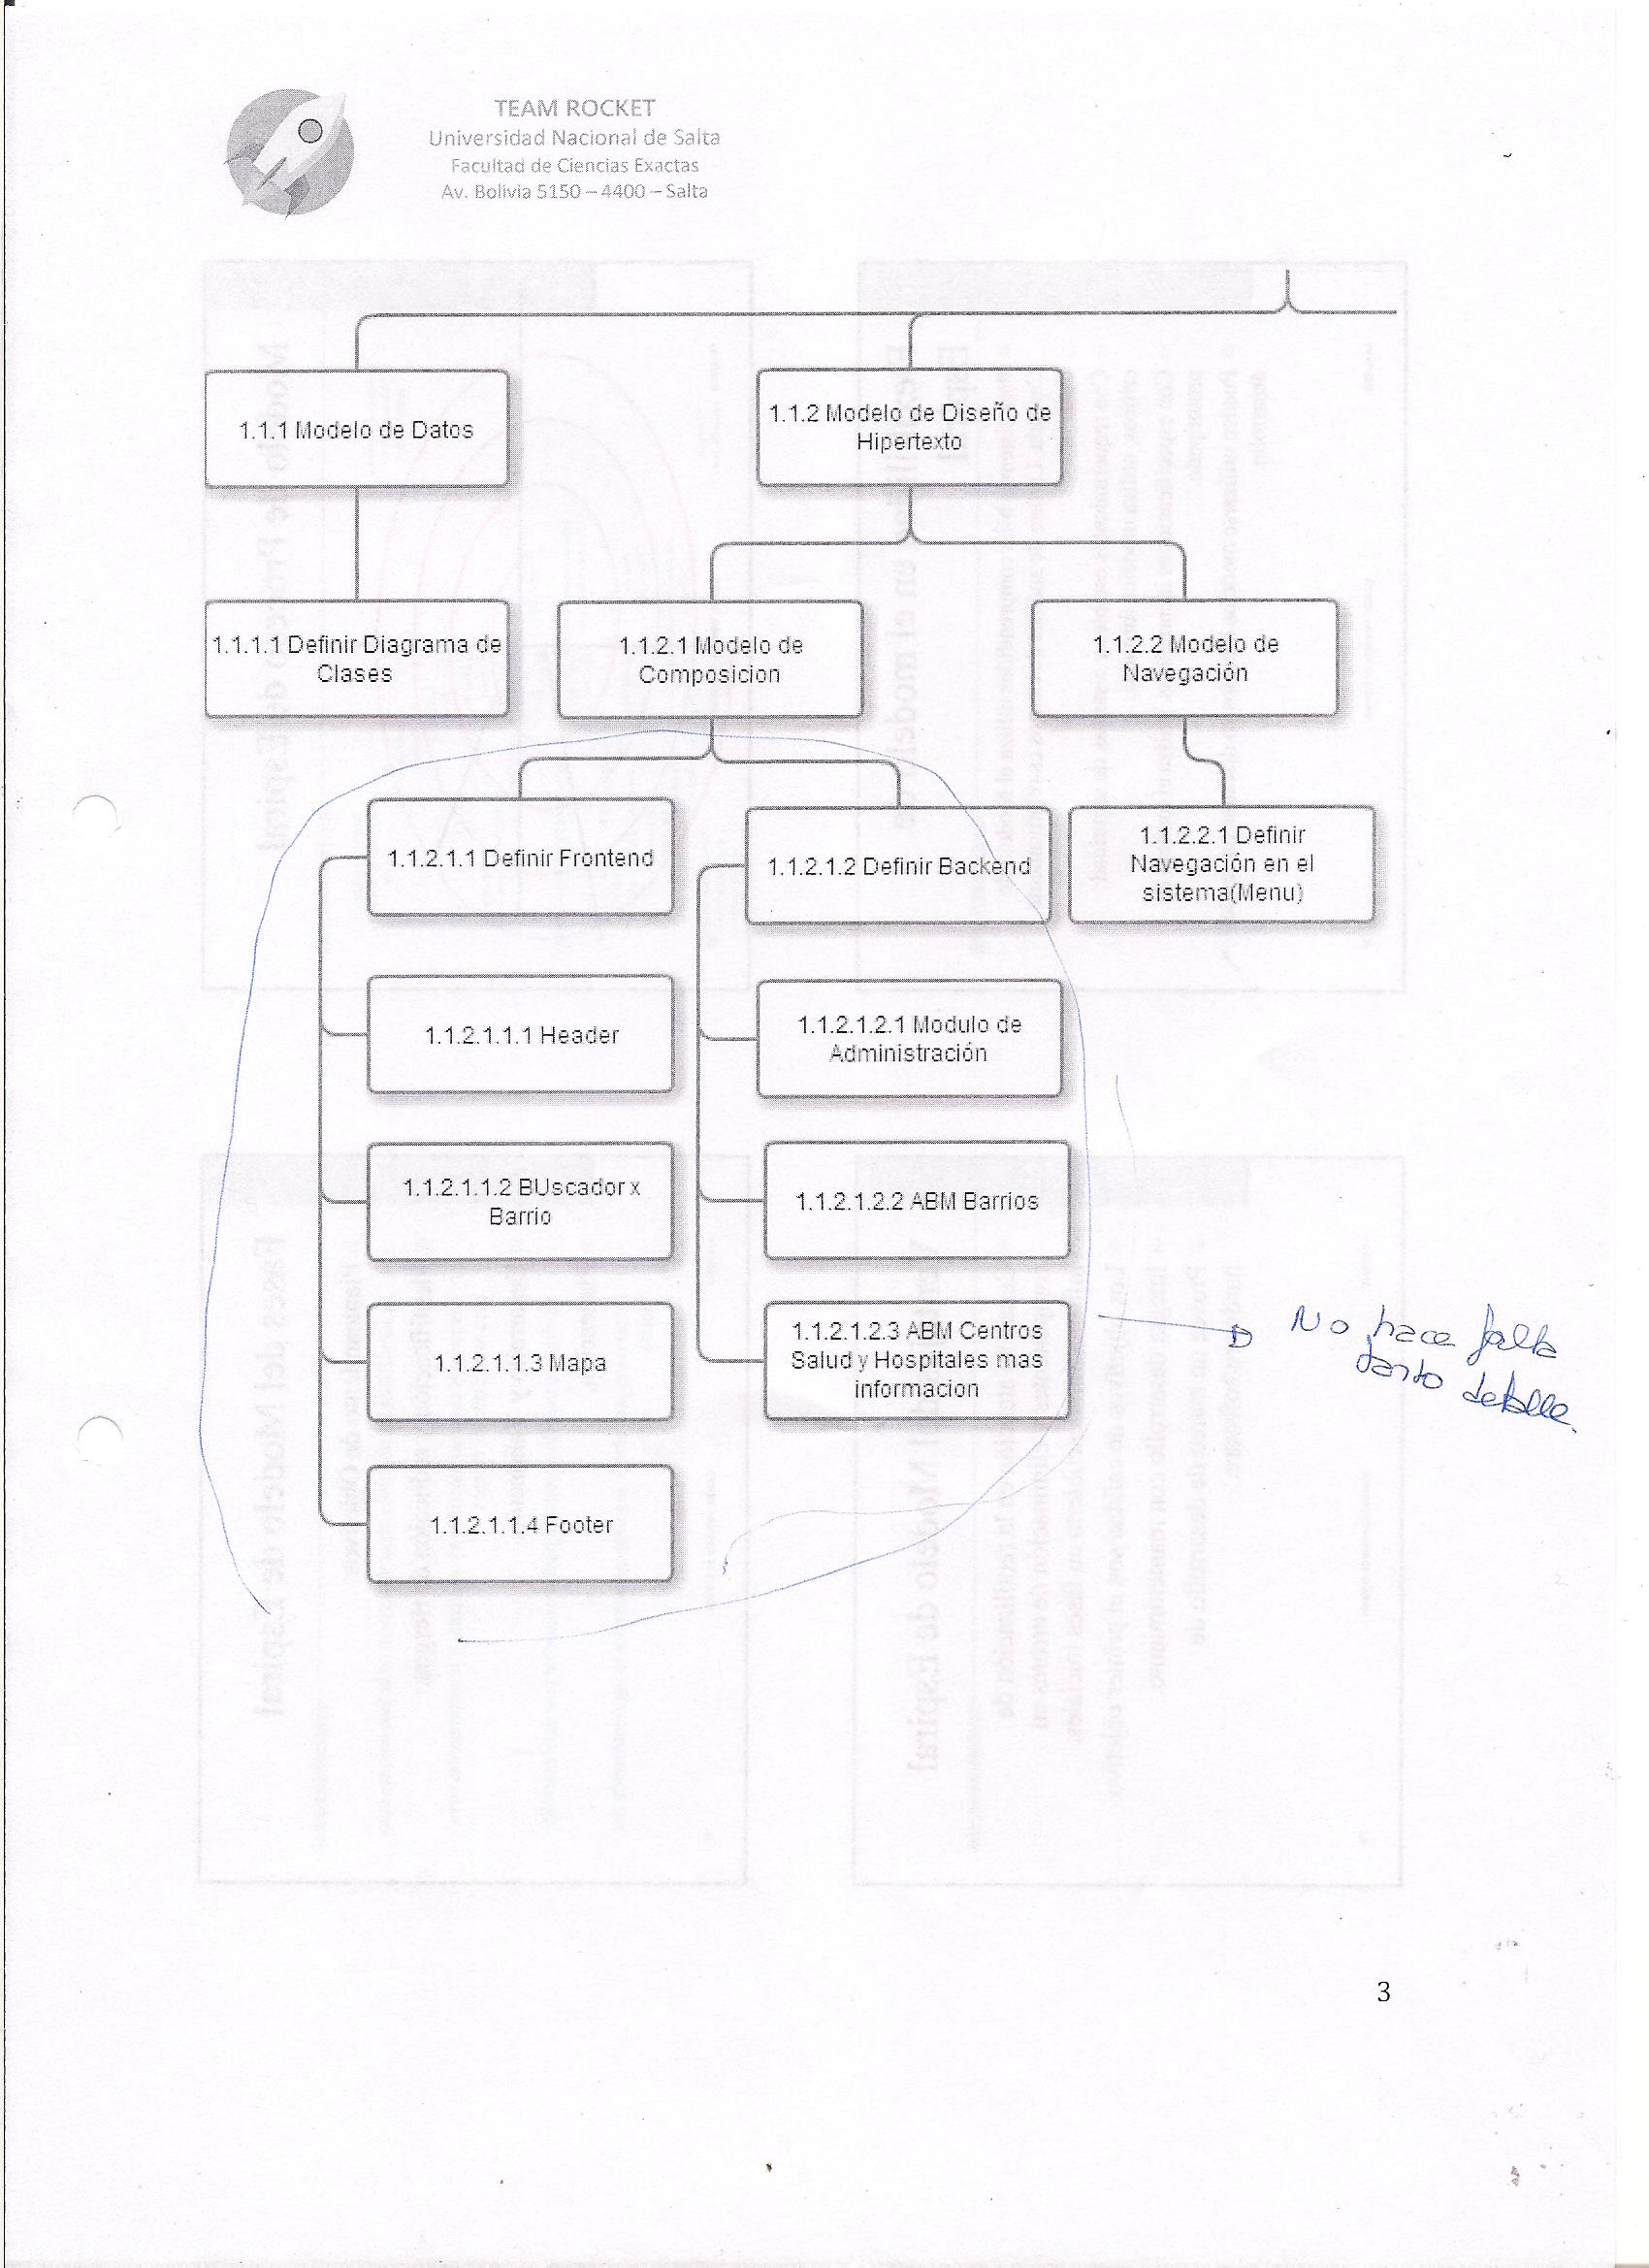 TEAM ROCKET
Universidad Nacional de Salta
Facultad de Ciencias Exactas
Av. Bolivia 5150 – 4400 – Salta
1.1.1 Modelo de Datos
1.1.2 Modelo de Diseño de
Hipertexto
1.1.1.1 Definir Diagrama de
Clases
1.1.2.1 Modelo de
Composicion
1.1.2.2 Modelo de
Navegación
1.1.2.1.1 Definir Frontend
1.1.2.1.2 Definir Backend
1.1.2.2.1 Definir
Navegación en el
sistema(Menu)
1.1.2.1.1.1 Header
1.1.2.1.2.1 Modulo de
Administración
1.1.2.1.1.2 BUscador x
Barrio
1.1.2.1.2.2 ABM Barrios
1.1.2.1.1.3 Mapa
1.1.2.1.2.3 ABM Centros
Salud y Hospitales mas
informacion
No hace falta
tanto detalle.
1.1.2.1.1.4 Footer
3